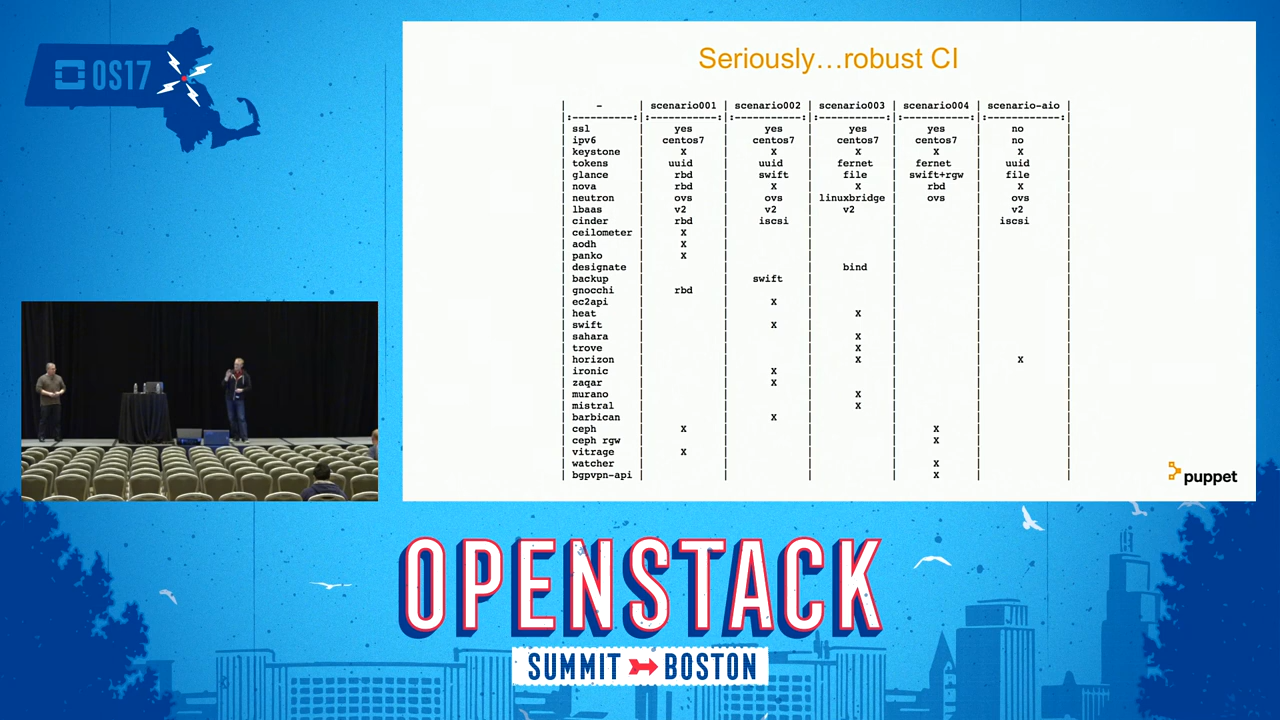 OS17
Seriously…robust CI
| - | scenario001 | scenario002 | scenario003 | scenario004 | scenario-aio |
|:----------:|:-----------:|:-----------:|:-----------:|:-----------:|:------------:|
| ssl | yes | yes | yes | yes | no |
| ipv6 | centos7 | centos7 | centos7 | centos7 | no |
| keystone | X | X | X | X | X |
| tokens | uuid | uuid | fernet | fernet | uuid |
| glance | rbd | swift | file | swift+rgw | file |
| nova | rbd | X | X | rbd | X |
| neutron | ovs | ovs | linuxbridge | ovs | ovs |
| lbaas | v2 | v2 | v2 | | v2 |
| cinder | rbd | iscsi | | | iscsi |
| ceilometer | X | | | | |
| aodh | X | | | | |
| panko | X | | | | |
| designate | | | bind | | |
| backup | | swift | | | |
| gnocchi | rbd | | | | |
| ec2api | | X | | | |
| heat | | | X | | |
| swift | | X | | | |
| sahara | | | X | | |
| trove | | | X | | |
| horizon | | | X | | X |
| ironic | | X | | | |
| zaqar | | X | | | |
| murano | | | X | | |
| mistral | | | X | | |
| barbican | | X | | | |
| ceph | X | | | X | |
| ceph rgw | | | | X | |
| vitrage | X | | | | |
| watcher | | | | X | |
| bgpvpn-api | | | | X | |
puppet
OPENSTACK
SUMMIT BOSTON